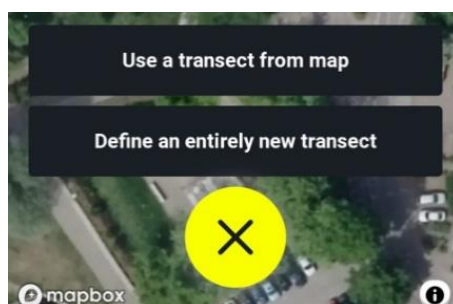 Use a transect from map
Define an entirely new transect
mapbox